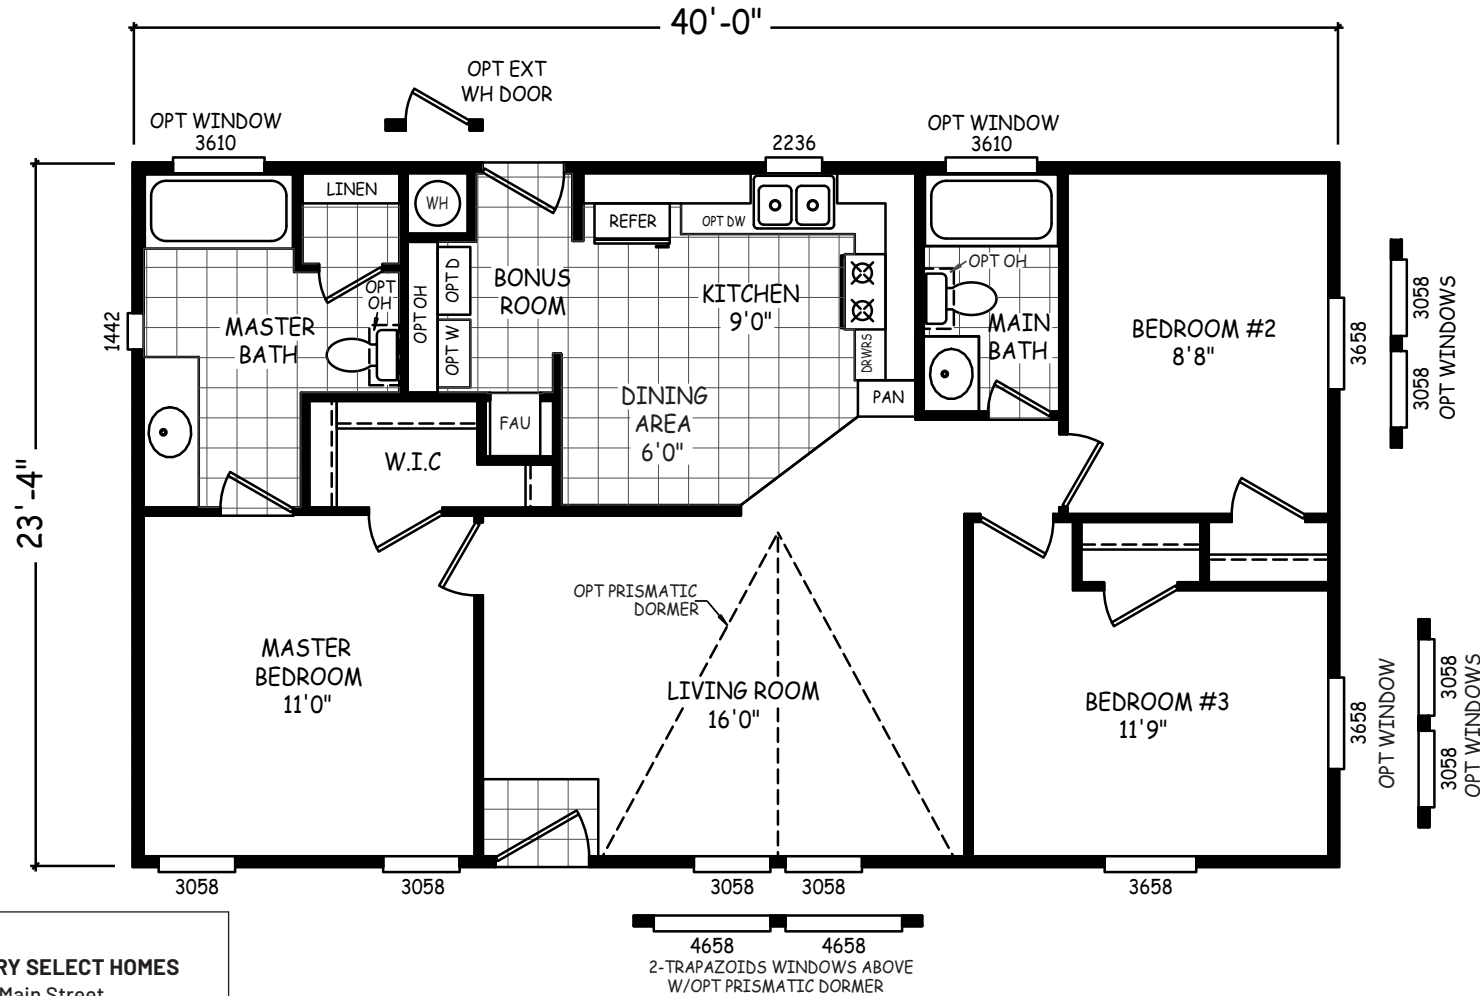 40'-0"
OPT EXT
WH DOOR
OPT WINDOW
3610
2236
OPT WINDOW
3610
LINEN
WH
REFER
OPT DW
OPT OH
OPT D
OPT W
BONUS
ROOM
OPT
OH
KITCHEN
9'0"
OPT OH
MAIN
BATH
DRWRS
PAN
1442
MASTER
BATH
BEDROOM #2
8'8"
3658
3058
3058
OPT WINDOWS
DINING
AREA
6'0"
FAU
W.I.C
23'-4"
OPT PRISMATIC
DORMER
MASTER
BEDROOM
11'0"
LIVING ROOM
16'0"
BEDROOM #3
11'9"
3658
OPT WINDOW
3058
3058
OPT WINDOWS
3058
3058
3058
3058
3658
4658
4658
2-TRAPAZOIDS WINDOWS ABOVE
W/OPT PRISMATIC DORMER
RY SELECT HOMES
Main Street